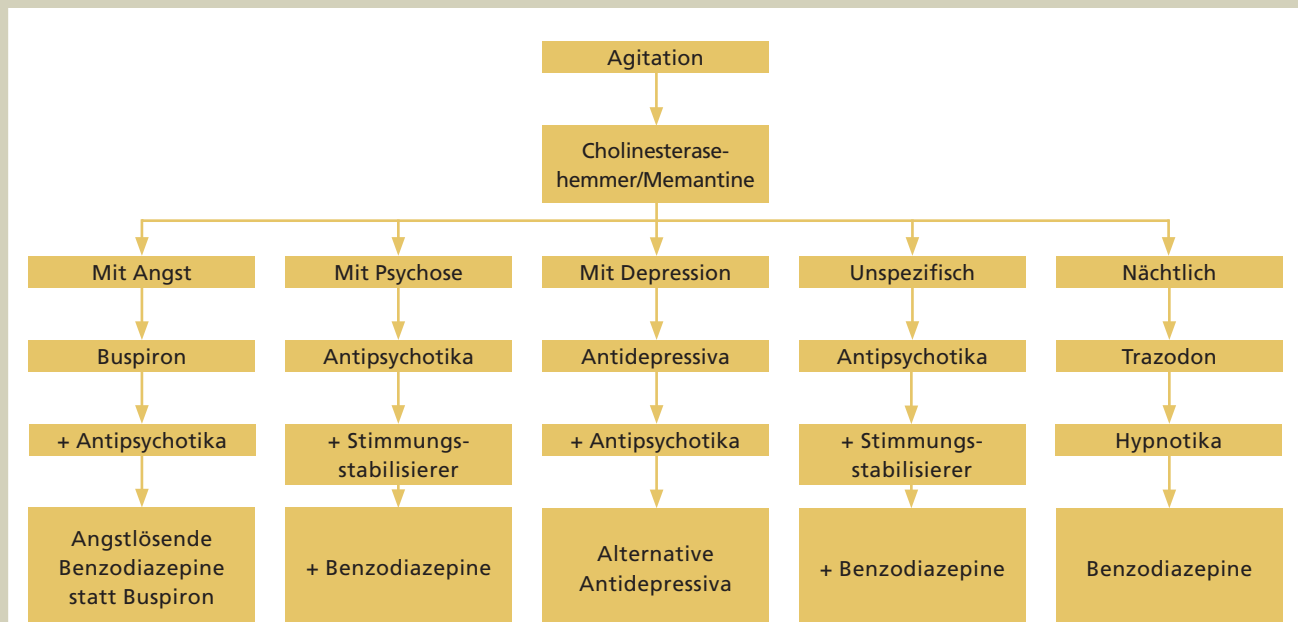 Agitation
Cholinesterase-
hemmer/Memantine
Mit Angst
Mit Psychose
Mit Depression
Unspezifisch
Nächtlich
Buspiron
Antipsychotika
Antidepressiva
Antipsychotika
Trazodon
+ Antipsychotika
+ Stimmungs-
stabilisierer
+ Antipsychotika
+ Stimmungs-
stabilisierer
Hypnotika
Angstlösende
Benzodiazepine
statt Buspiron
+ Benzodiazepine
Alternative
Antidepressiva
+ Benzodiazepine
Benzodiazepine